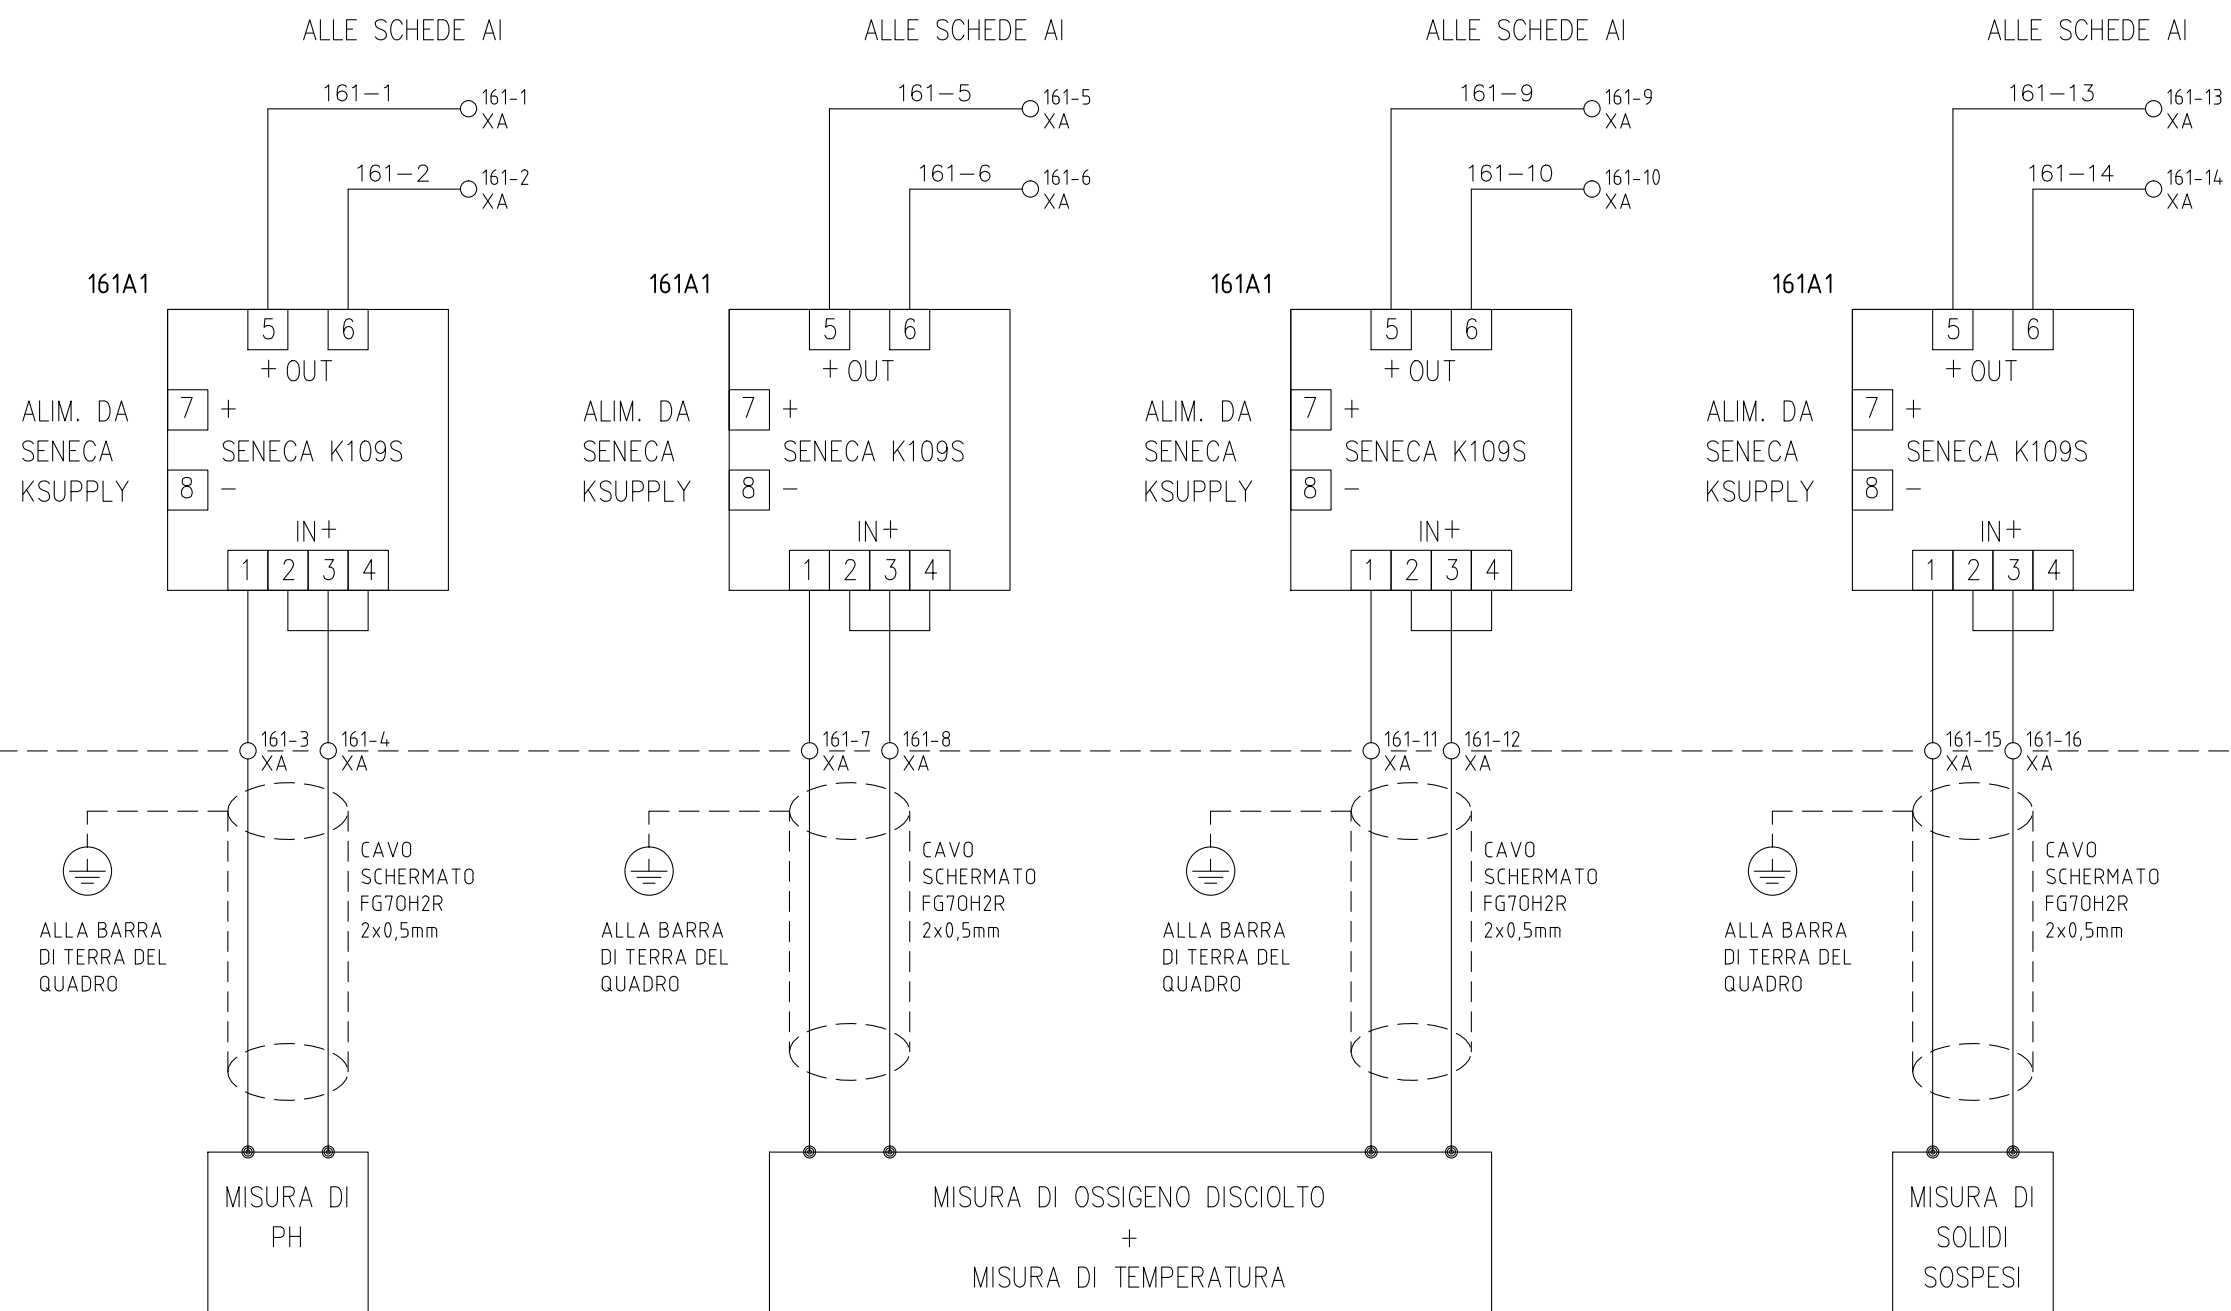 ALLE SCHEDE AI
ALLE SCHEDE AI
ALLE SCHEDE AI
ALLE SCHEDE AI
161-1
161-1
XA
161-5
161-5
XA
161-9
161-9
XA
161-13
161-13
XA
161-2
161-2
XA
161-6
161-6
XA
161-10
161-10
XA
161-14
161-14
XA
161A1
5
6
+ OUT
ALIM. DA
SENECA
KSUPPLY
7
+
SENECA K109S
8
-
IN+
1
2
3
4
161A1
5
6
+ OUT
ALIM. DA
SENECA
KSUPPLY
7
+
SENECA K109S
8
-
IN+
1
2
3
4
161A1
5
6
+ OUT
ALIM. DA
SENECA
KSUPPLY
7
+
SENECA K109S
8
-
IN+
1
2
3
4
161A1
5
6
+ OUT
ALIM. DA
SENECA
KSUPPLY
7
+
SENECA K109S
8
-
IN+
1
2
3
4
161-3
XA
161-4
XA
161-7
XA
161-8
XA
161-11
XA
161-12
XA
161-15
XA
161-16
XA
CAVO
SCHERMATO
FG7OH2R
2x0,5mm
ALLA BARRA
DI TERRA DEL
QUADRO
CAVO
SCHERMATO
FG7OH2R
2x0,5mm
ALLA BARRA
DI TERRA DEL
QUADRO
CAVO
SCHERMATO
FG7OH2R
2x0,5mm
ALLA BARRA
DI TERRA DEL
QUADRO
CAVO
SCHERMATO
FG7OH2R
2x0,5mm
ALLA BARRA
DI TERRA DEL
QUADRO
MISURA DI
PH
MISURA DI OSSIGENO DISCIOLTO
+
MISURA DI TEMPERATURA
MISURA DI
SOLIDI
SOSPESI